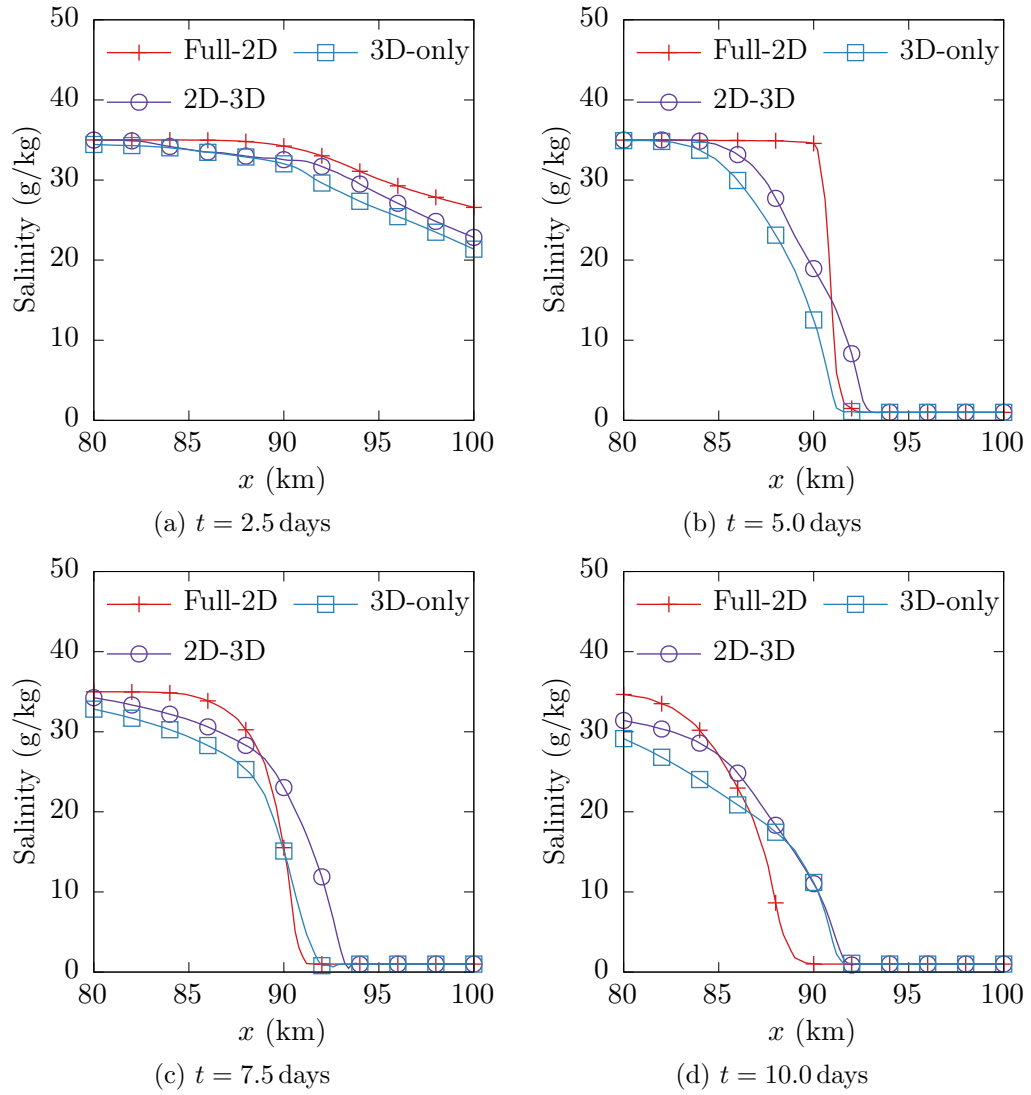 50
40
30
20
10
0
Salinity (g/kg)
Full-2D 3D-only
2D-3D
80 85 90 95 100
x (km)
(a) t = 2.5 days
50
40
30
20
10
0
Salinity (g/kg)
Full-2D 3D-only
2D-3D
80 85 90 95 100
x (km)
(b) t = 5.0 days
50
40
30
20
10
0
Salinity (g/kg)
Full-2D 3D-only
2D-3D
80 85 90 95 100
x (km)
(c) t = 7.5 days
50
40
30
20
10
0
Salinity (g/kg)
Full-2D 3D-only
2D-3D
80 85 90 95 100
x (km)
(d) t = 10.0 days